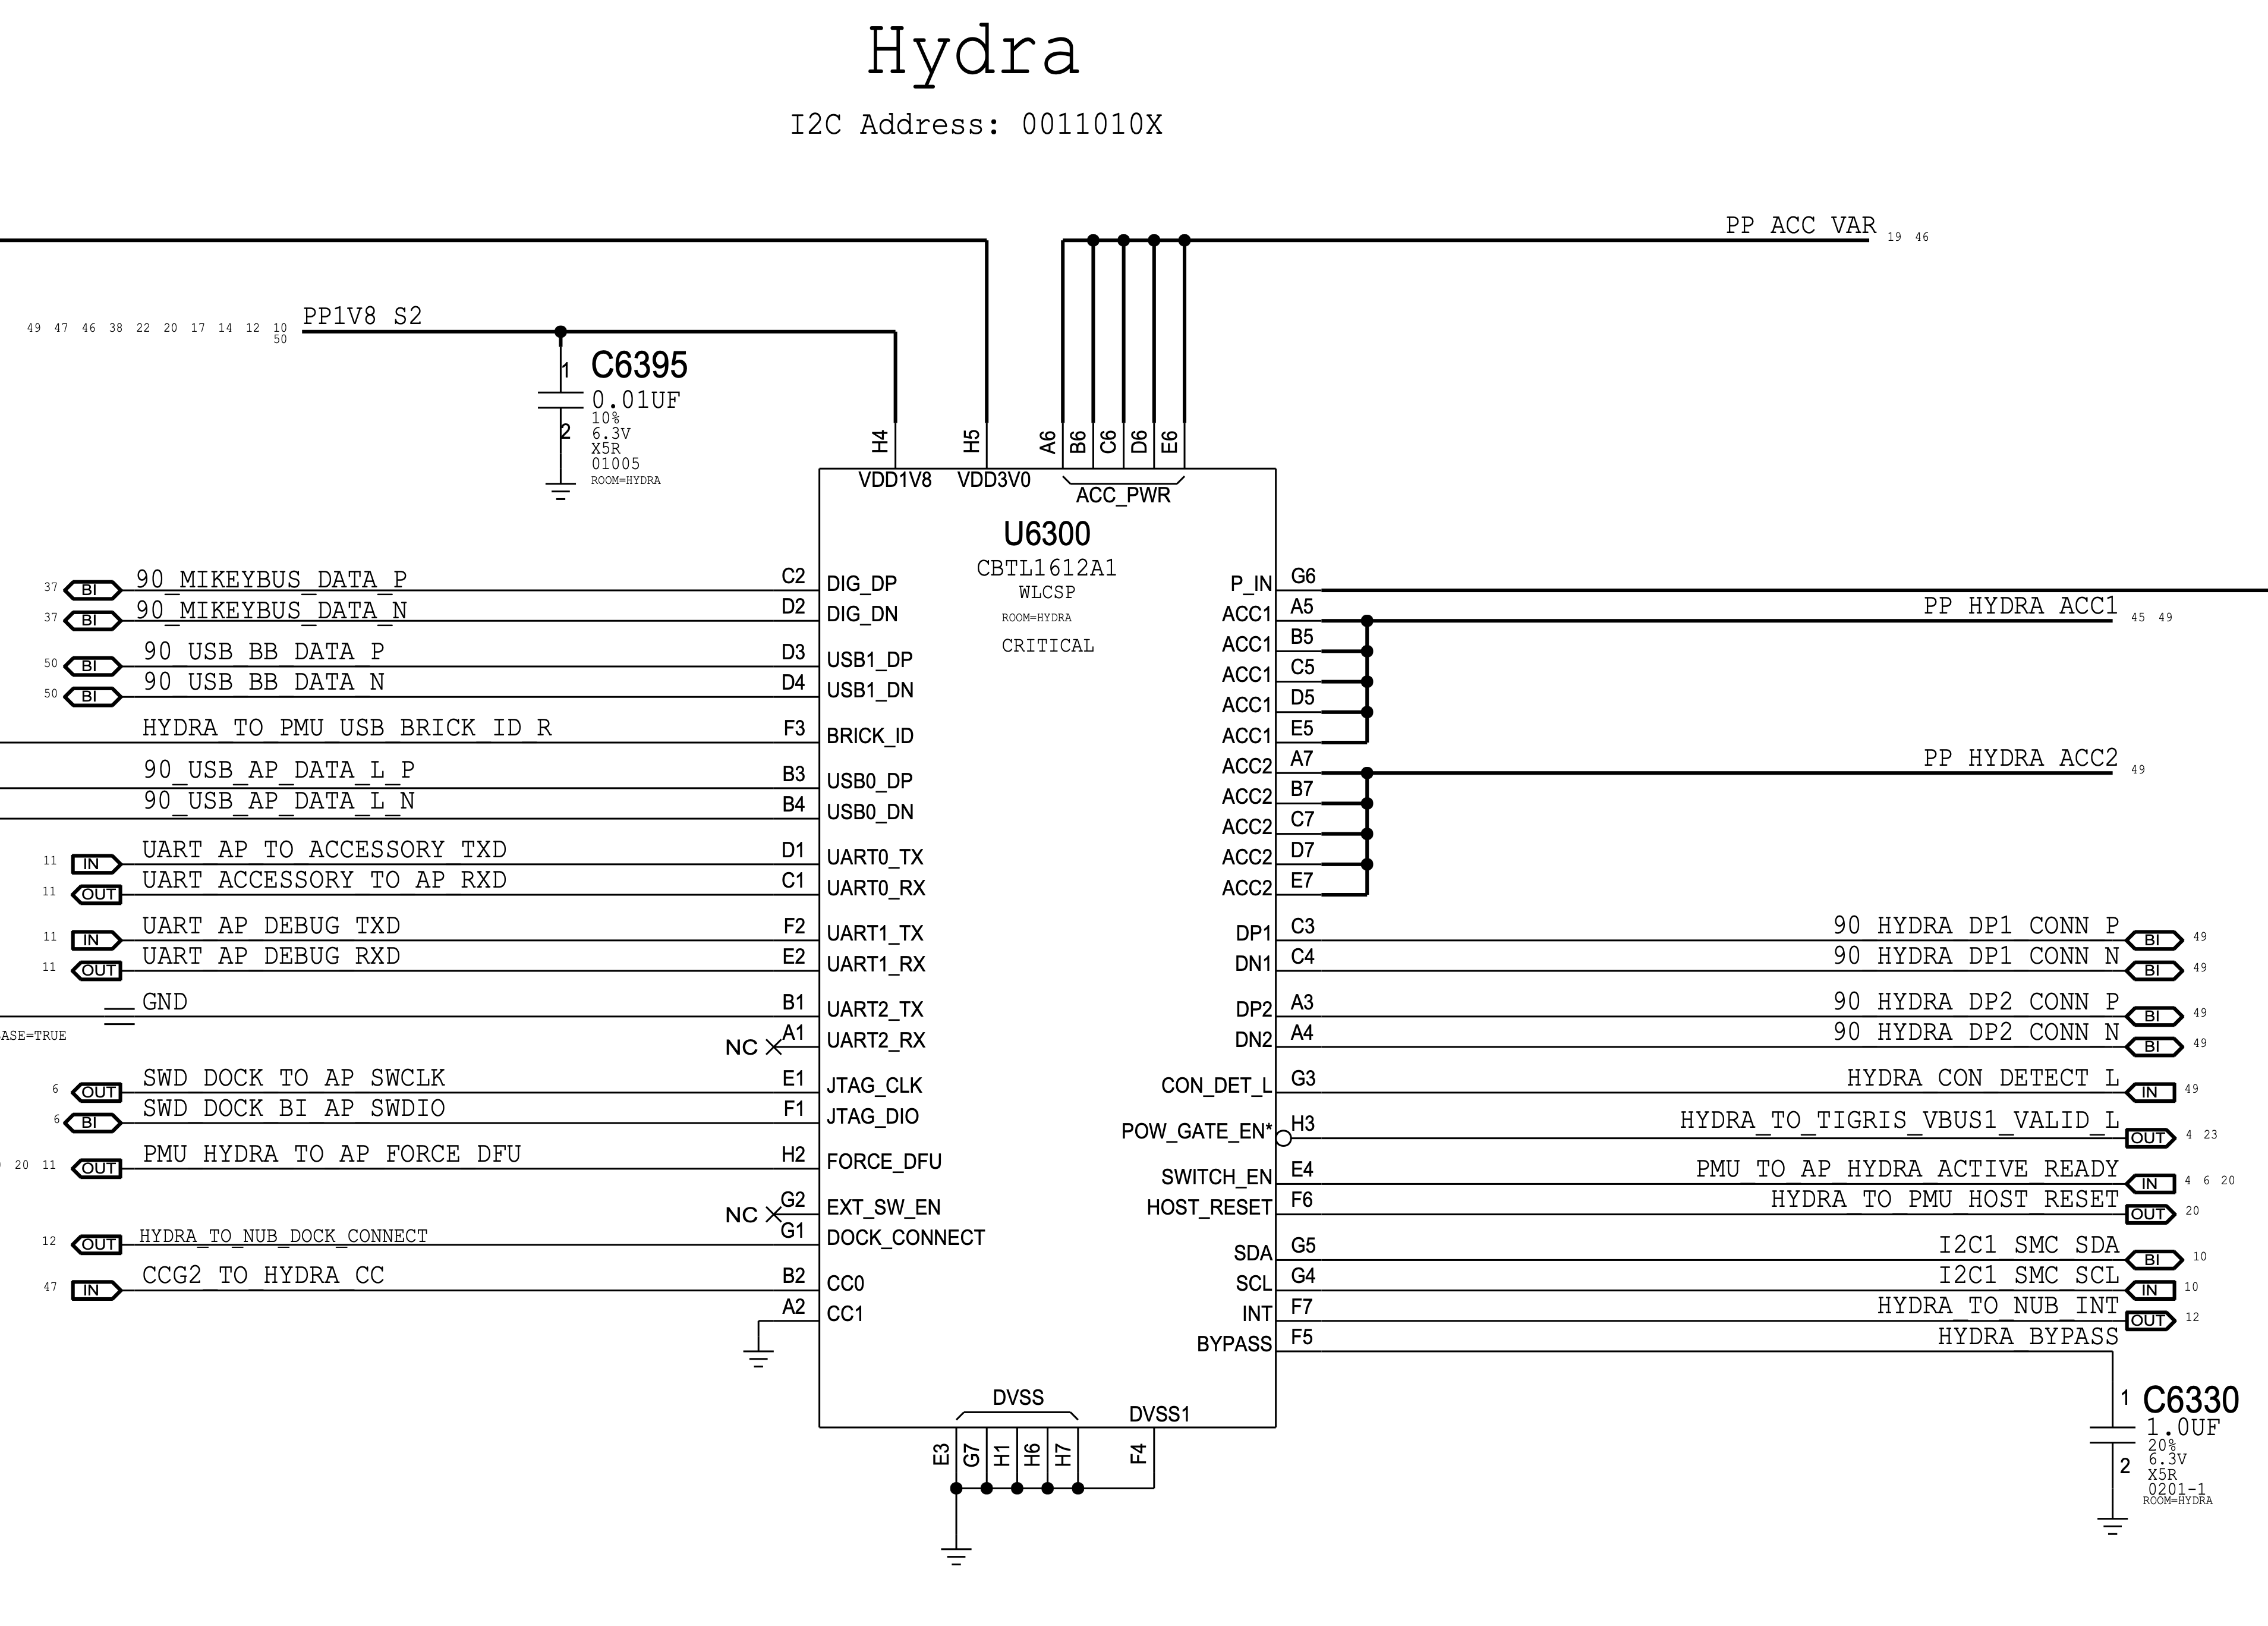 Hydra
I2C Address: 0011010X
PP ACC VAR 19 46
49 47 46 38 22 20 17 14 12 10 PP1V8 S2
50
1 C6395
0.01UF
10%
2 6.3V
X5R
01005
ROOM=HYDRA
H4 H5 A6 B6 C6 D6 E6
VDD1V8 VDD3V0
ACC_PWR
U6300
CBTL1612A1
WLCSP
ROOM=HYDRA
CRITICAL
37 BI 90_MIKEYBUS_DATA_P C2 DIG_DP
37 BI 90_MIKEYBUS_DATA_N D2 DIG_DN
50 BI 90 USB BB DATA P D3 USB1_DP
50 BI 90 USB BB DATA N D4 USB1_DN
HYDRA TO PMU USB BRICK ID R F3 BRICK_ID
90_USB_AP_DATA_L_P B3 USB0_DP
90_USB_AP_DATA_L_N B4 USB0_DN
11 IN UART AP TO ACCESSORY TXD D1 UART0_TX
11 OUT UART ACCESSORY TO AP RXD C1 UART0_RX
11 IN UART AP DEBUG TXD F2 UART1_TX
11 OUT UART AP DEBUG RXD E2 UART1_RX
GND B1 UART2_TX
ASE=TRUE
NC A1 UART2_RX
6 OUT SWD DOCK TO AP SWCLK E1 JTAG_CLK
6 BI SWD DOCK BI AP SWDIO F1 JTAG_DIO
20 11 OUT PMU HYDRA TO AP FORCE DFU H2 FORCE_DFU
NC G2 EXT_SW_EN
12 OUT HYDRA_TO_NUB_DOCK_CONNECT G1 DOCK_CONNECT
47 IN CCG2 TO HYDRA CC B2 CC0
A2 CC1
P_IN G6
ACC1 A5 PP HYDRA ACC1 45 49
ACC1 B5
ACC1 C5
ACC1 D5
ACC1 E5
ACC2 A7 PP HYDRA ACC2 49
ACC2 B7
ACC2 C7
ACC2 D7
ACC2 E7
DP1 C3 90 HYDRA DP1 CONN P BI 49
DN1 C4 90 HYDRA DP1 CONN N BI 49
DP2 A3 90 HYDRA DP2 CONN P BI 49
DN2 A4 90 HYDRA DP2 CONN N BI 49
CON_DET_L G3 HYDRA CON DETECT L IN 49
POW_GATE_EN* H3 HYDRA_TO_TIGRIS_VBUS1_VALID_L OUT 4 23
SWITCH_EN E4 PMU TO AP HYDRA ACTIVE READY IN 4 6 20
HOST_RESET F6 HYDRA TO PMU HOST RESET OUT 20
SDA G5 I2C1 SMC SDA BI 10
SCL G4 I2C1 SMC SCL IN 10
INT F7 HYDRA TO NUB INT OUT 12
BYPASS F5 HYDRA BYPASS
DVSS DVSS1
E3 G7 H1 H6 H7 F4
1 C6330
1.0UF
20%
2 6.3V
X5R
0201-1
ROOM=HYDRA